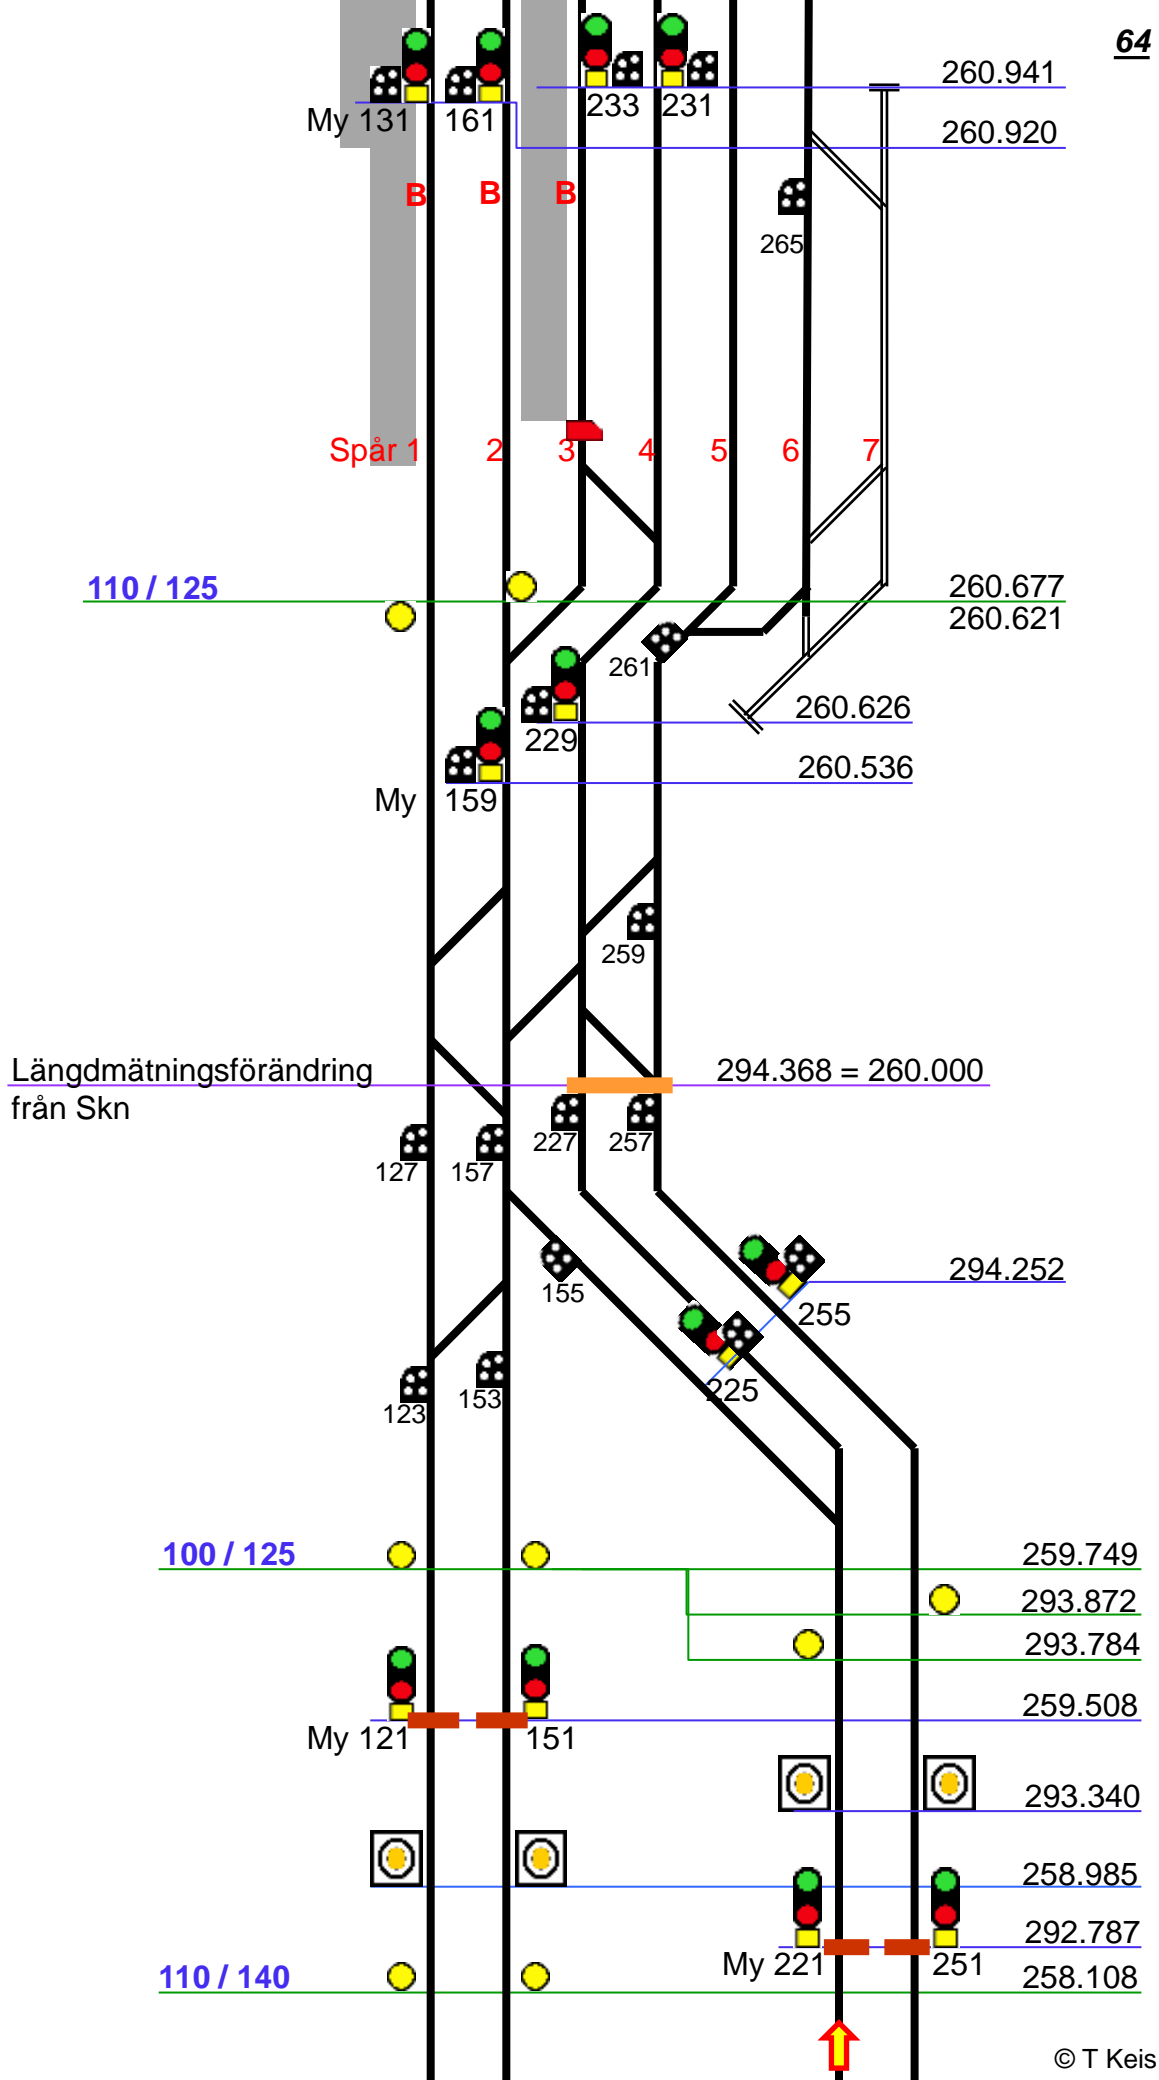 64
260.941
233 231
My 131 161
260.920
B B B
265
Spår 1 2 3 4 5 6 7
110 / 125
260.677
260.621
261
260.626
229
260.536
My 159
259
Längdmätningsförändring
från Skn
294.368 = 260.000
227 257
127 157
294.252
155
255
225
153
123
100 / 125
259.749
293.872
293.784
259.508
My 121 151
293.340
258.985
292.787
My 221 251
110 / 140
258.108
© T Keis